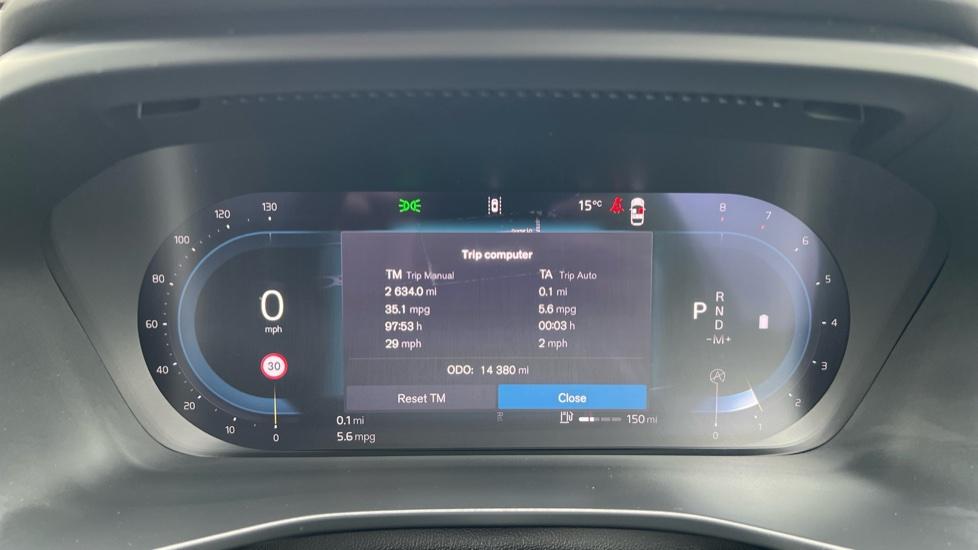 120 130 15°C 8
7
100 6
Trip computer
80 TM Trip Manual TA Trip Auto 5
2 634.0 mi 0.1 mi
35.1 mpg 5.6 mpg
97:53 h 00:03 h
29 mph 2 mph
0
mph
P
R
N
D
-M+
60 4
30
40 3
ODO: 14 380 mi
Reset TM Close
20 2
10 1
0 0
0.1 mi 150 mi
5.6 mpg